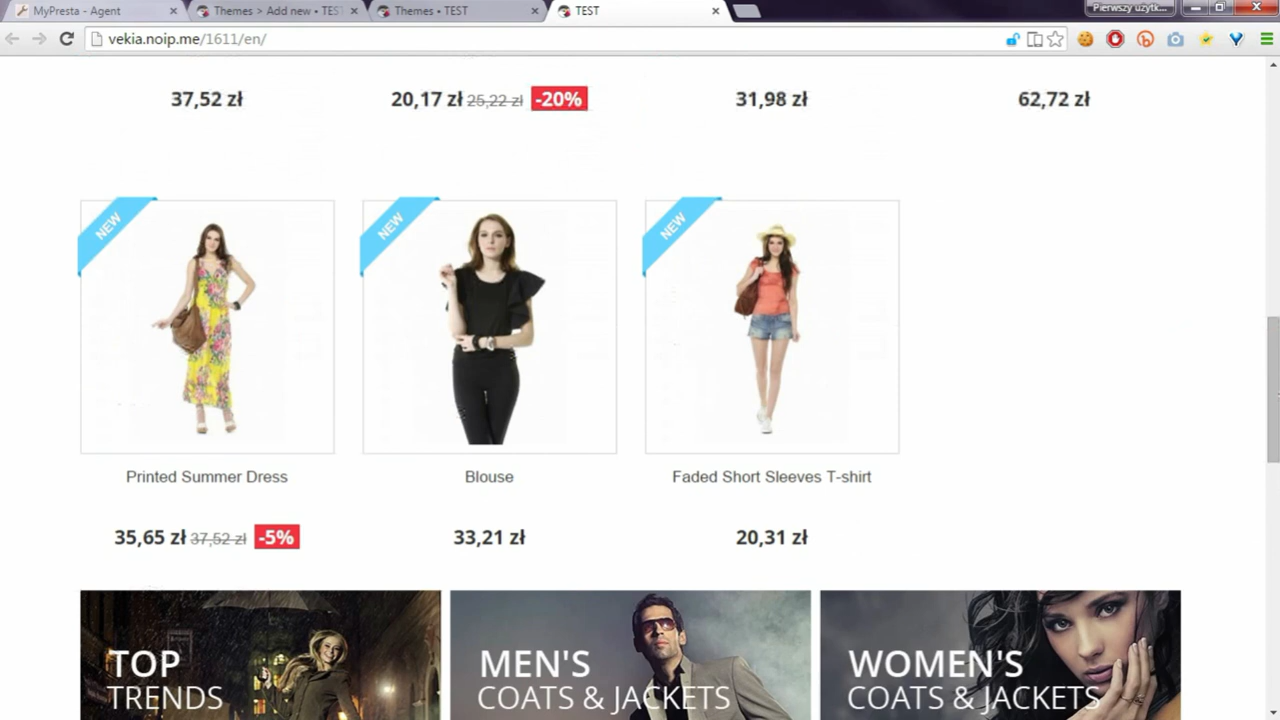 MyPresta - Agent
Themes > Add new • TEST
Themes • TEST
TEST
Pierwszy użytk...
vekia.noip.me/1611/en/
37,52 zł
20,17 zł 25,22 zł -20%
31,98 zł
62,72 zł
NEW
NEW
NEW
Printed Summer Dress
Blouse
Faded Short Sleeves T-shirt
35,65 zł 37,52 zł -5%
33,21 zł
20,31 zł
TOP
TRENDS
MEN'S
COATS & JACKETS
WOMEN'S
COATS & JACKETS